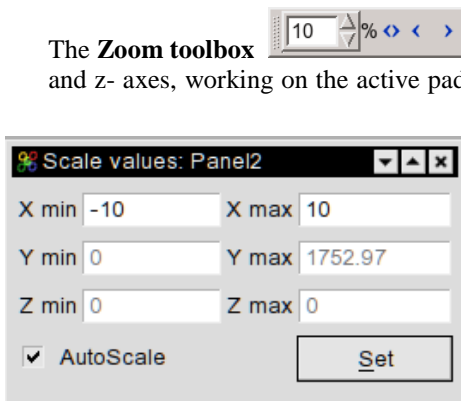 The Zoom toolbox 10 % <> < >
and z- axes, working on the active pad
Scale values: Panel2
X min -10 X max 10
Y min 0 Y max 1752.97
Z min 0 Z max 0
AutoScale Set